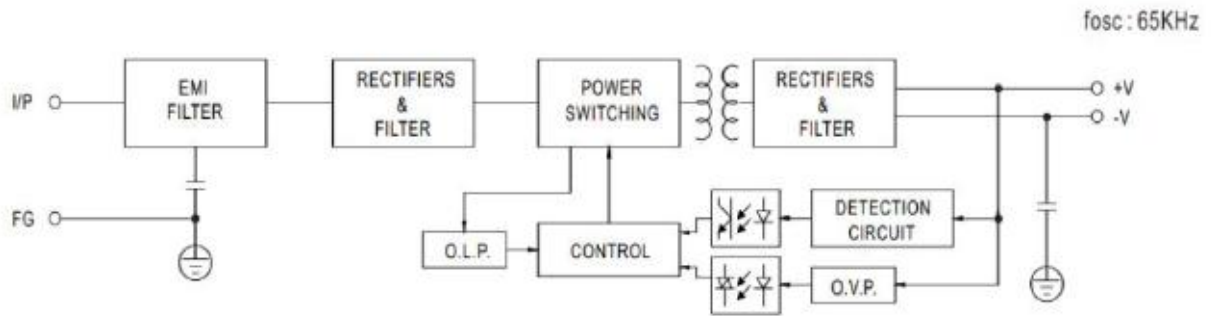 fosc : 65KHz
I/P
EMI
FILTER
RECTIFIERS
&
FILTER
POWER
SWITCHING
RECTIFIERS
&
FILTER
+V
-V
FG
O.L.P.
CONTROL
DETECTION
CIRCUIT
O.V.P.